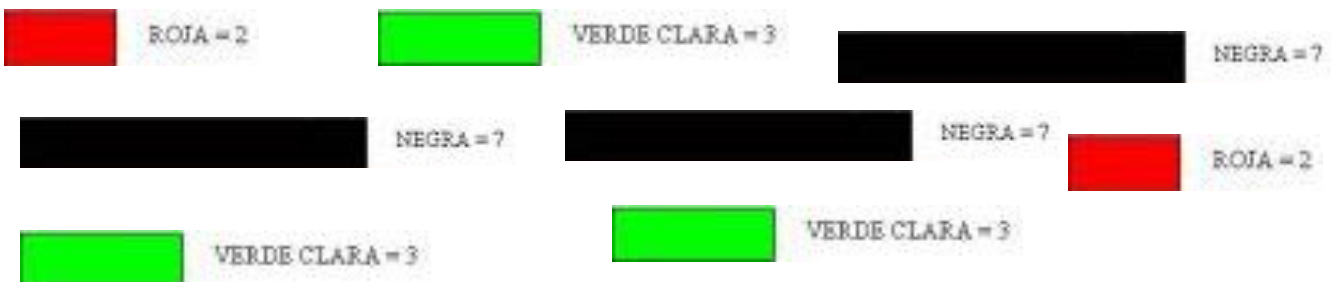 ROJA = 2
VERDE CLARA = 3
NEGRA = 7
NEGRA = 7
NEGRA = 7
ROJA = 2
VERDE CLARA = 3
VERDE CLARA = 3